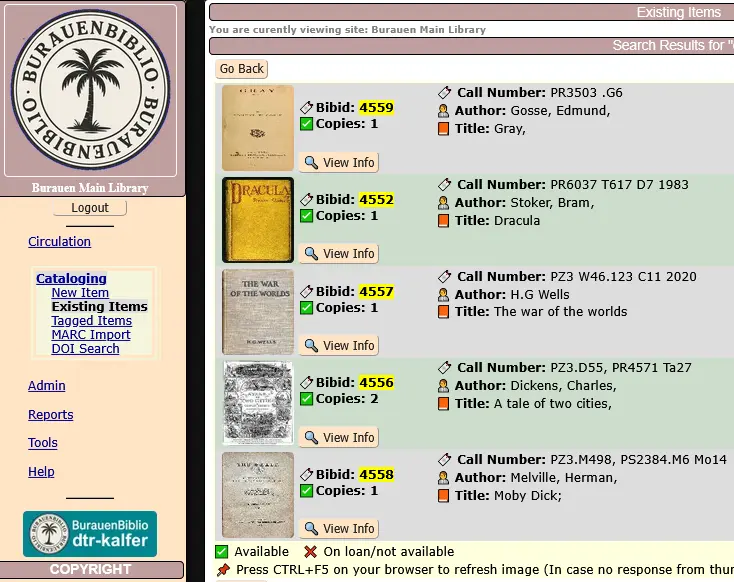 BURAUENBIBLIO · BURAUENBIBLIO ·
Burauen Main Library
Logout
Circulation
Cataloging
New Item
Existing Items
Tagged Items
MARC Import
DOI Search
Admin
Reports
Tools
Help
BurauenBiblio
dtr-kalfer
COPYRIGHT
Existing Items
You are curently viewing site: Burauen Main Library
Search Results for "
Go Back
GRAY
Bibid: 4559
Copies: 1
View Info
Call Number: PR3503 .G6
Author: Gosse, Edmund,
Title: Gray,
DRACULA
Bibid: 4552
Copies: 1
View Info
Call Number: PR6037 T617 D7 1983
Author: Stoker, Bram,
Title: Dracula
THE WAR
OF THE WORLDS
H.G.WELLS
Bibid: 4557
Copies: 1
View Info
Call Number: PZ3 W46.123 C11 2020
Author: H.G Wells
Title: The war of the worlds
TWO CITIES
Bibid: 4556
Copies: 2
View Info
Call Number: PZ3.D55, PR4571 Ta27
Author: Dickens, Charles,
Title: A tale of two cities,
Bibid: 4558
Copies: 1
View Info
Call Number: PZ3.M498, PS2384.M6 Mo14
Author: Melville, Herman,
Title: Moby Dick;
Available On loan/not available
Press CTRL+F5 on your browser to refresh image (In case no response from thu